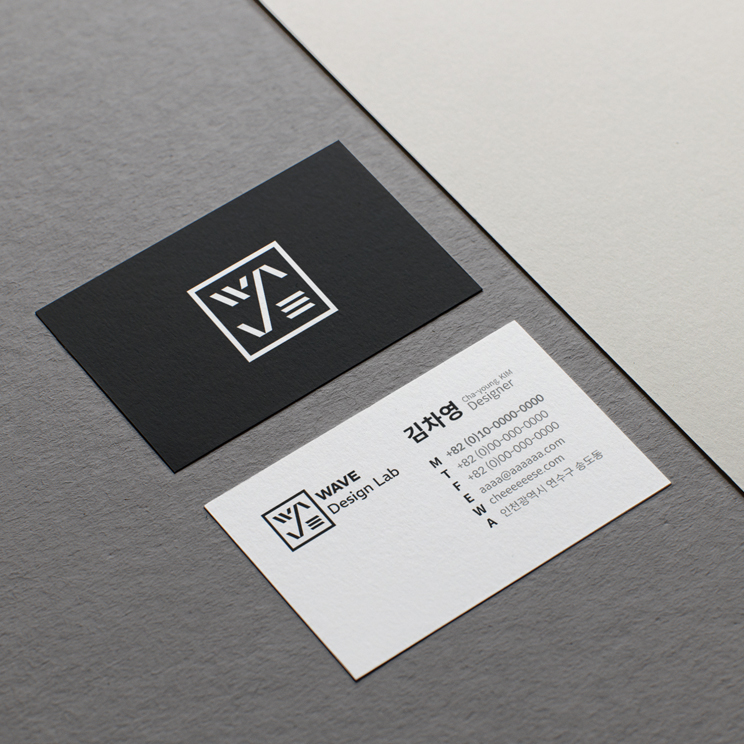 WAVE
WAVE
Design Lab
김차영 Cha-young, KIM
Designer
M +82 (0)10-0000-0000
T +82 (0)00-000-0000
F +82 (0)00-000-0000
E aaaa@aaaaaa.com
W cheeeeeese.com
A 인천광역시 연수구 송도동
WAVE